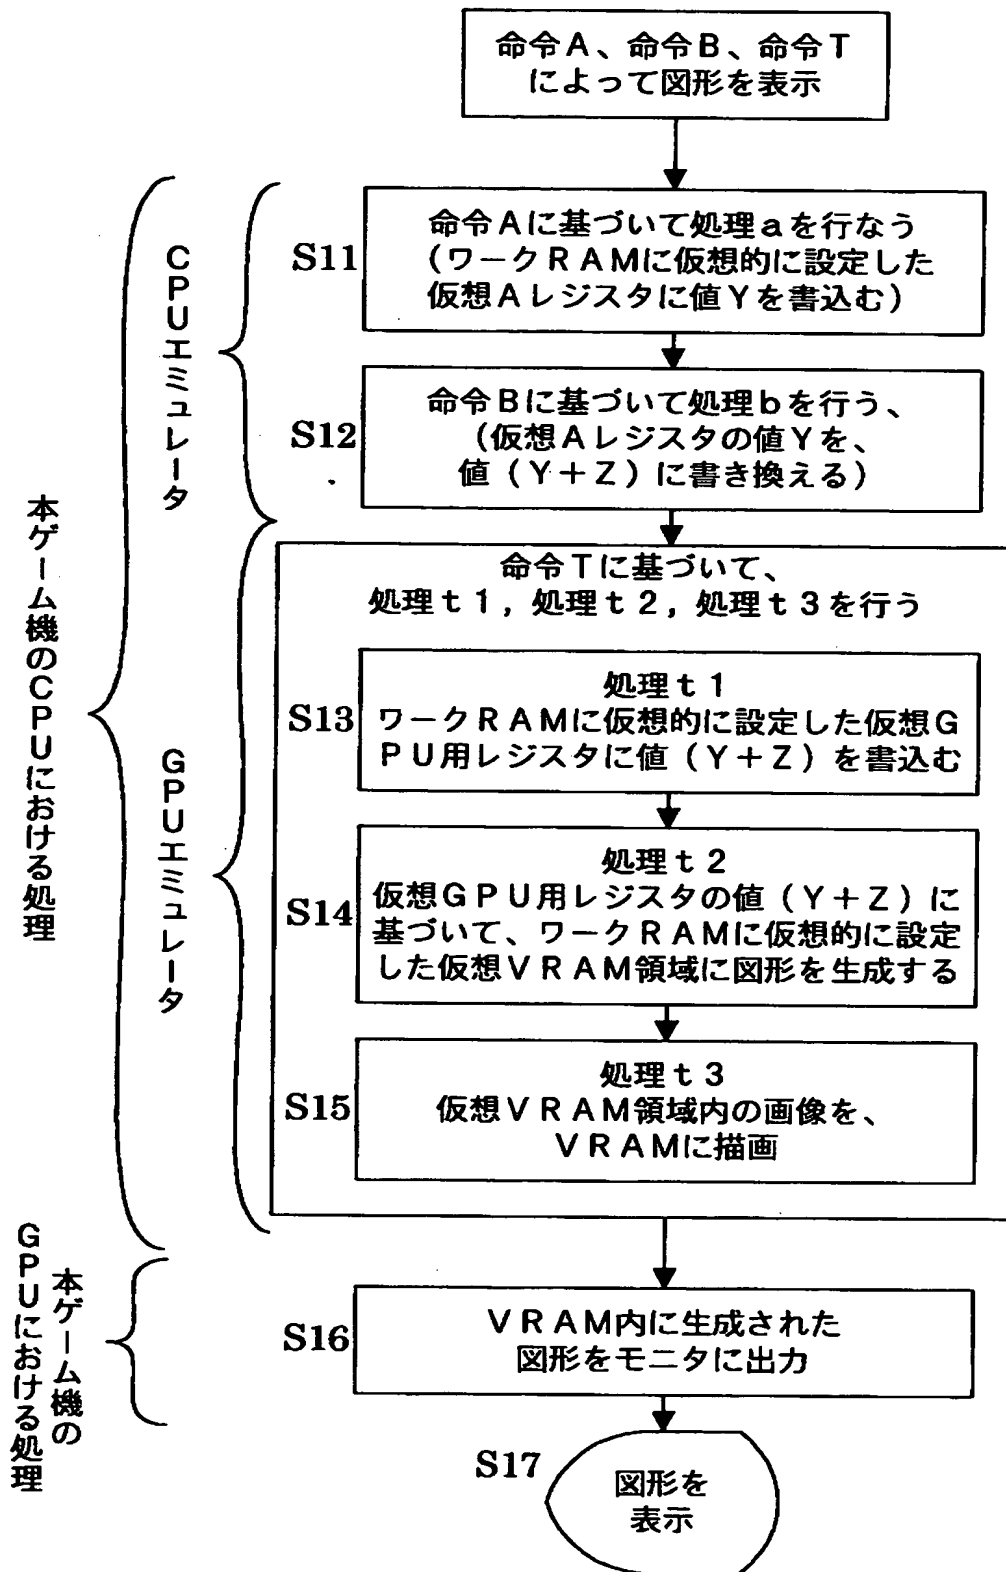 命令A、命令B、命令T
によって図形を表示
CPUエミュレータ
S11
命令Aに基づいて処理aを行なう
（ワークRAMに仮想的に設定した
仮想Aレジスタに値Yを書込む）
S12
命令Bに基づいて処理bを行う、
（仮想Aレジスタの値Yを、
値（Y＋Z）に書き換える）
本ゲーム機のCPUにおける処理
GPUエミュレータ
命令Tに基づいて、
処理t1，処理t2，処理t3を行う
S13
処理t1
ワークRAMに仮想的に設定した仮想G
PU用レジスタに値（Y＋Z）を書込む
S14
処理t2
仮想GPU用レジスタの値（Y＋Z）に
基づいて、ワークRAMに仮想的に設定
した仮想VRAM領域に図形を生成する
S15
処理t3
仮想VRAM領域内の画像を、
VRAMに描画
本ゲーム機の
GPUにおける処理
S16
VRAM内に生成された
図形をモニタに出力
S17
図形を
表示